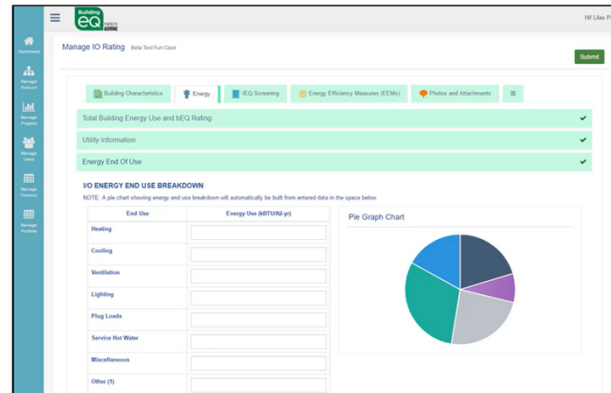 Building
eQ
ASHRAE
Hi! Lilas P
Dashboard
Manage IO Rating Beta Test Fun Case
Submit
Manage
Account
Manage
Projects
Manage
Users
Manage
Manage
Portfolio
Building Characteristics
Energy
IEQ Screening
Energy Efficiency Measures (EEMs)
Photos and Attachments
Total Building Energy Use and bEQ Rating
Utility Information
Energy End Of Use
I/O ENERGY END USE BREAKDOWN
NOTE: A pie chart showing energy end use breakdown will automatically be built from entered data in the space below
End Use
Energy Use (kBTU/ft2-yr)
Pie Graph Chart
Heating
Cooling
Ventilation
Lighting
Plug Loads
Service Hot Water
Miscellaneous
Other (1)